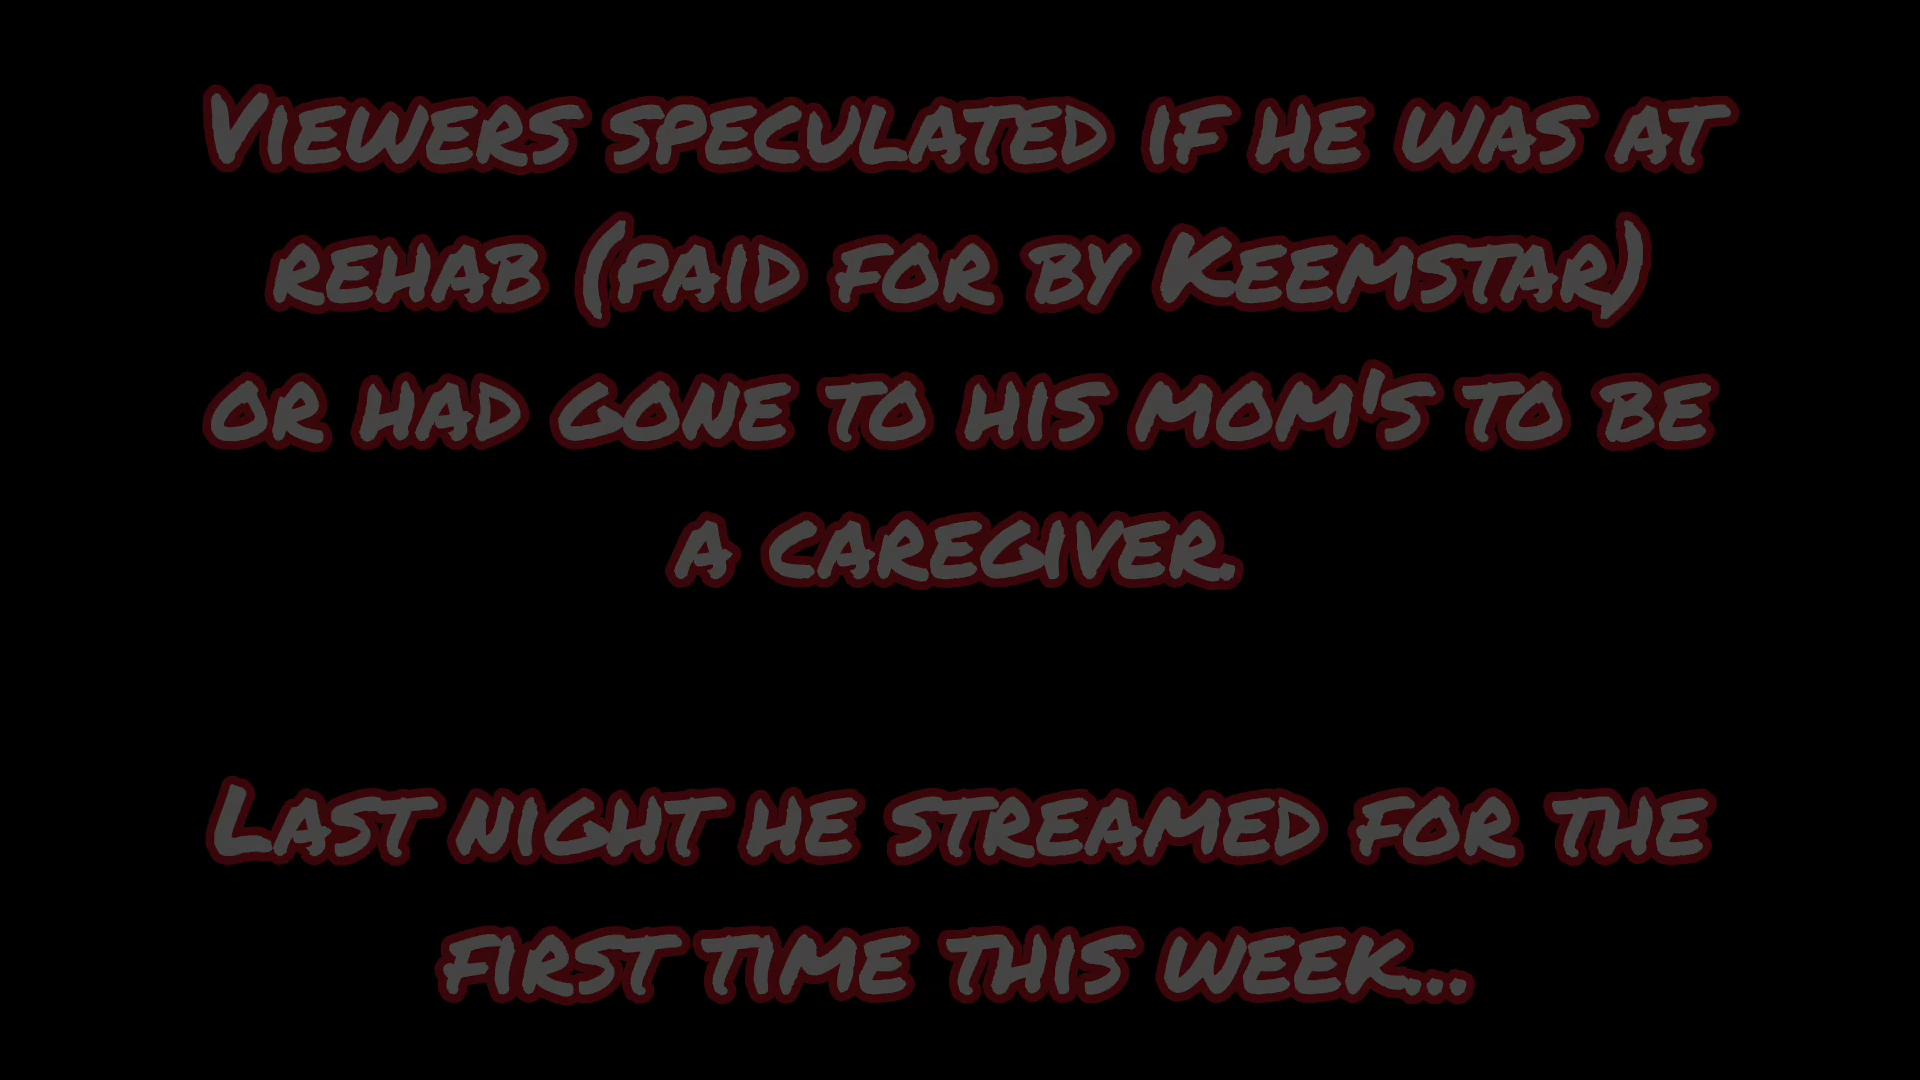 Viewers speculated if he was at
rehab (paid for by Keemstar)
or had gone to his mom's to be
a caregiver.
Last night he streamed for the
first time this week...